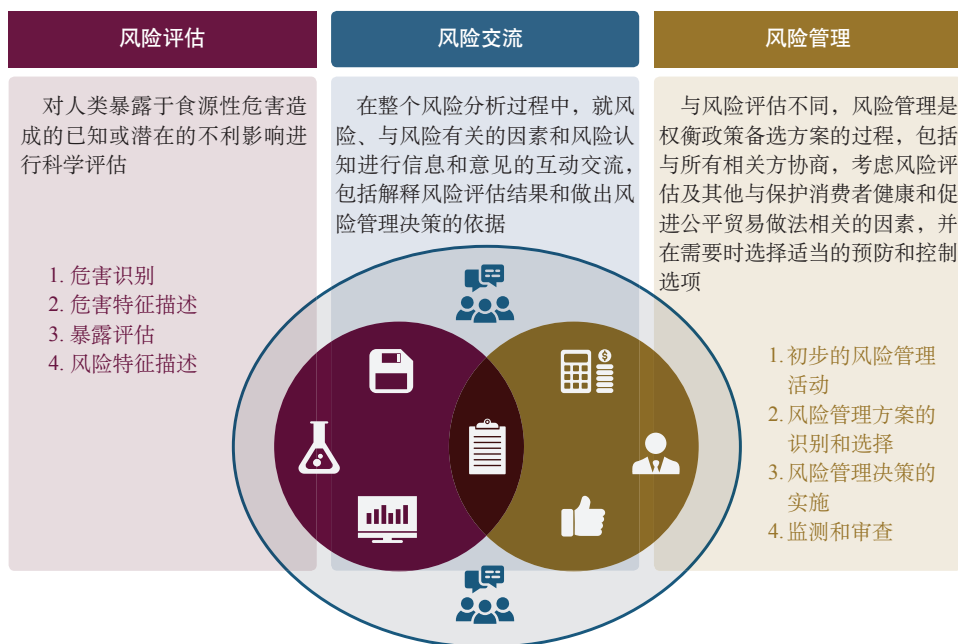 风险评估
对人类暴露于食源性危害造
成的已知或潜在的不利影响进
行科学评估
1. 危害识别
2. 危害特征描述
3. 暴露评估
4. 风险特征描述
风险交流
在整个风险分析过程中，就风
险、与风险有关的因素和风险认
知进行信息和意见的互动交流，
包括解释风险评估结果和做出风
险管理决策的依据
风险管理
与风险评估不同，风险管理是
权衡政策备选方案的过程，包括
与所有相关方协商，考虑风险评
估及其他与保护消费者健康和促
进公平贸易做法相关的因素，并
在需要时选择适当的预防和控制
选项
1. 初步的风险管理
活动
2. 风险管理方案的
识别和选择
3. 风险管理决策的
实施
4. 监测和审查